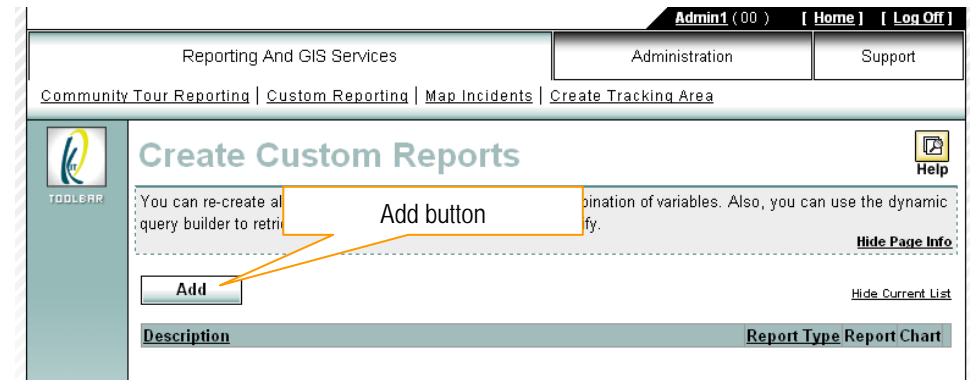 Admin1 ( 00 ) [ Home ] [ Log Off ]
Reporting And GIS Services Administration Support
Community Tour Reporting | Custom Reporting | Map Incidents | Create Tracking Area
TOOLBAR
Create Custom Reports
Help
You can re-create al
bination of variables. Also, you can use the dynamic
query builder to retri
fy.
Add button
Hide Page Info
Add
Hide Current List
Description Report Type Report Chart